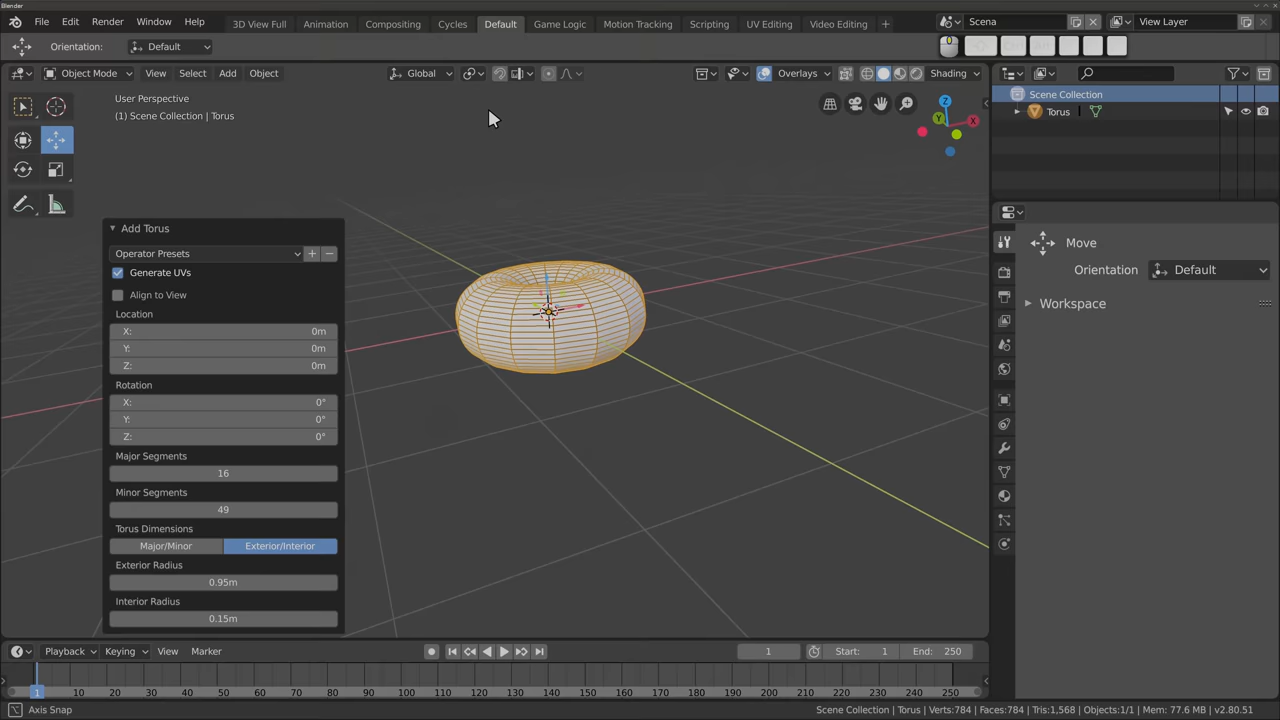 Blender
File Edit Render Window Help 3D View Full Animation Compositing Cycles Default Game Logic Motion Tracking Scripting UV Editing Video Editing + Scena View Layer
Orientation: Default
Object Mode View Select Add Object Global Overlays Shading
User Perspective
(1) Scene Collection | Torus
Z
Y
X
Add Torus
Operator Presets
Generate UVs
Align to View
Location
X: 0m
Y: 0m
Z: 0m
Rotation
X: 0°
Y: 0°
Z: 0°
Major Segments
16
Minor Segments
49
Torus Dimensions
Major/Minor Exterior/Interior
Exterior Radius
0.95m
Interior Radius
0.15m
Scene Collection
Torus
Move
Orientation Default
Workspace
Playback Keying View Marker 1 Start: 1 End: 250
1 10 20 30 40 50 60 70 80 90 100 110 120 130 140 150 160 170 180 190 200 210 220 230 240 250
Axis Snap Scene Collection | Torus | Verts:784 | Faces:784 | Tris:1,568 | Objects:1/1 | Mem: 77.6 MB | v2.80.51